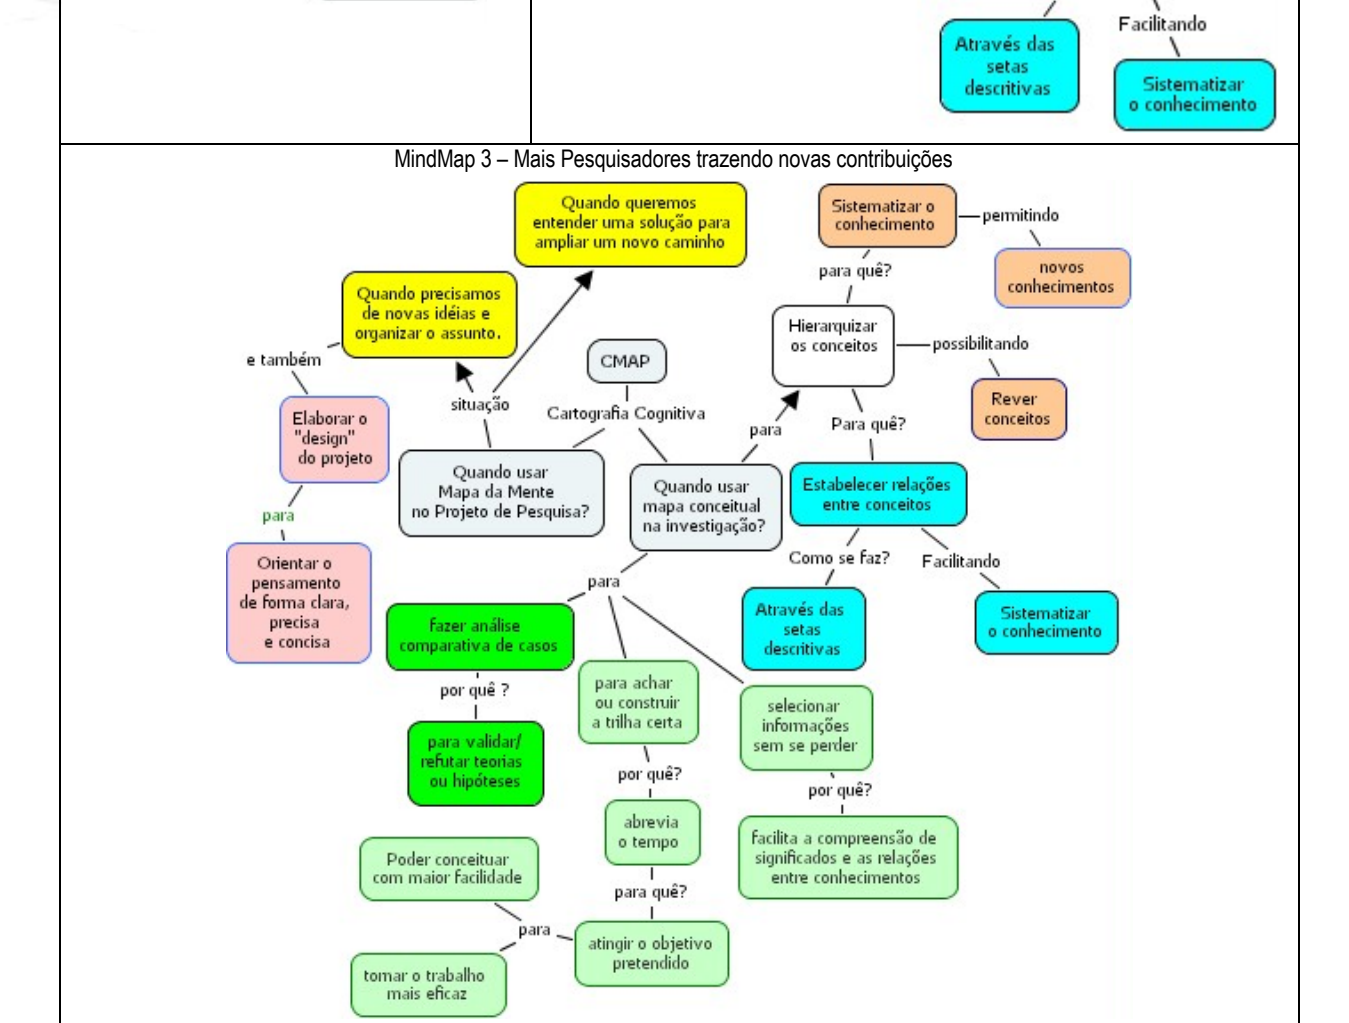 Facilitando
Através das
setas
descritivas
Sistematizar
o conhecimento
MindMap 3 – Mais Pesquisadores trazendo novas contribuições
Quando queremos
entender uma solução para
ampliar um novo caminho
Sistematizar o
conhecimento
permitindo
novos
conhecimentos
para quê?
Quando precisamos
de novas idéias e
organizar o assunto.
Hierarquizar
os conceitos
possibilitando
e também
CMAP
Rever
conceitos
situação
Cartografia Cognitiva
para
Para quê?
Elaborar o
"design"
do projeto
Quando usar
Mapa da Mente
no Projeto de Pesquisa?
Quando usar
mapa conceitual
na investigação?
Estabelecer relações
entre conceitos
para
Como se faz?
Facilitando
Orientar o
pensamento
de forma clara,
precisa
e concisa
para
fazer análise
comparativa de casos
Através das
setas
descritivas
Sistematizar
o conhecimento
por quê ?
para achar
ou construir
a trilha certa
selecionar
informações
sem se perder
para validar/
refutar teorias
ou hipóteses
por quê?
por quê?
abrevia
o tempo
facilita a compreensão de
significados e as relações
entre conhecimentos
Poder conceituar
com maior facilidade
para quê?
para
atingir o objetivo
pretendido
tornar o trabalho
mais eficaz